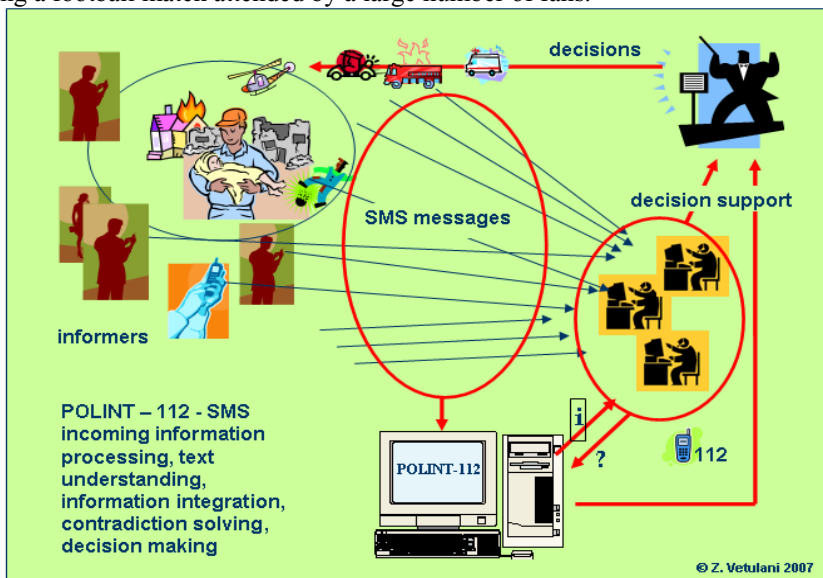 decisions
SMS messages
decision support
informers
POLINT – 112 - SMS
incoming information
processing, text
understanding,
information integration,
contradiction solving,
decision making
POLINT-112
i
?
112
© Z. Vetulani 2007